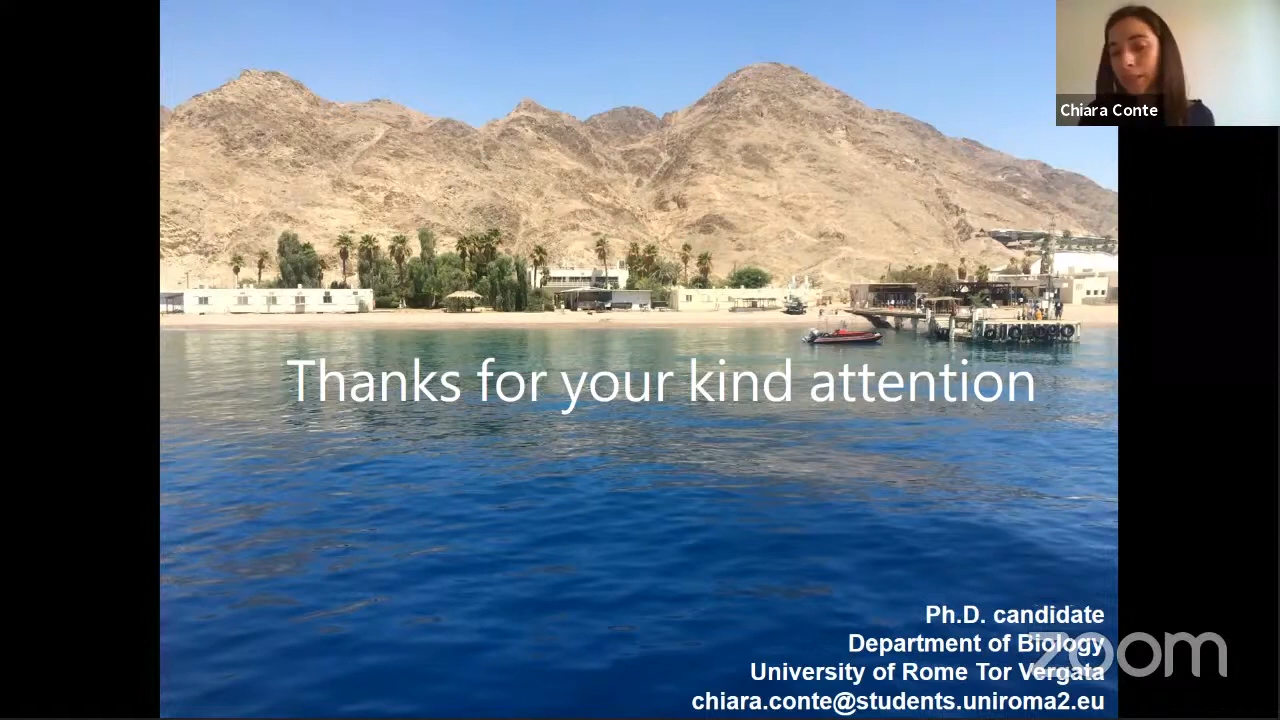 Chiara Conte
Thanks for your kind attention
Ph.D. candidate
Department of Biology
University of Rome Tor Vergata
chiara.conte@students.uniroma2.eu
zoom